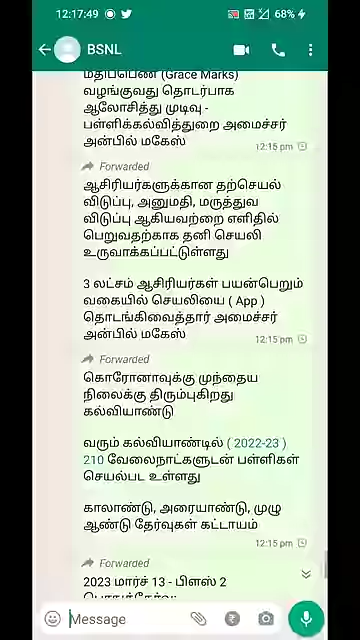 12:17:49
68%
BSNL
மதிப்பெண் (Grace Marks)
வழங்குவது தொடர்பாக
ஆலோசித்து முடிவு -
பள்ளிக்கல்வித்துறை அமைச்சர்
அன்பில் மகேஸ்
12:15 pm
Forwarded
ஆசிரியர்களுக்கான தற்செயல்
விடுப்பு, அனுமதி, மருத்துவ
விடுப்பு ஆகியவற்றை எளிதில்
பெறுவதற்காக தனி செயலி
உருவாக்கப்பட்டுள்ளது
3 லட்சம் ஆசிரியர்கள் பயன்பெறும்
வகையில் செயலியை ( App )
தொடங்கிவைத்தார் அமைச்சர்
அன்பில் மகேஸ்
12:15 pm
Forwarded
கொரோனாவுக்கு முந்தைய
நிலைக்கு திரும்புகிறது
கல்வியாண்டு
வரும் கல்வியாண்டில் ( 2022-23 )
210 வேலைநாட்களுடன் பள்ளிகள்
செயல்பட உள்ளது
காலாண்டு, அரையாண்டு, முழு
ஆண்டு தேர்வுகள் கட்டாயம்
12:15 pm
Forwarded
2023 மார்ச் 13 - பிளஸ் 2
Message